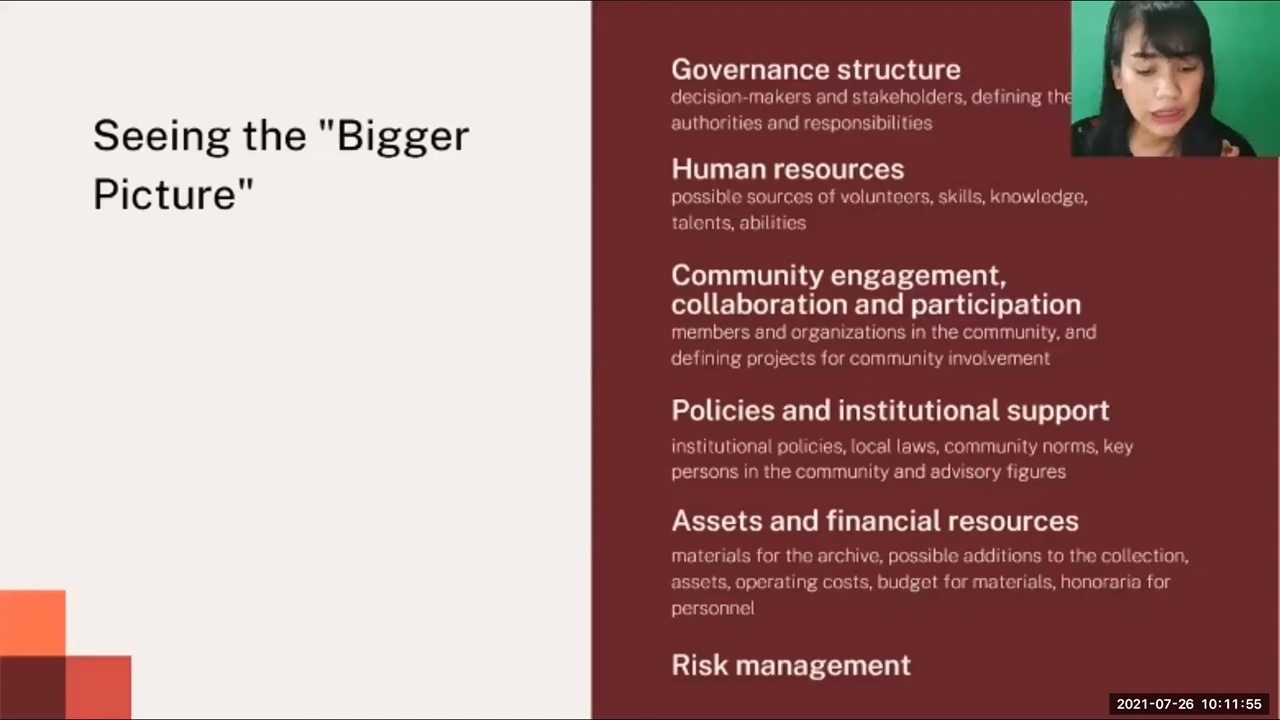 Seeing the "Bigger
Picture"
Governance structure
decision-makers and stakeholders, defining the
authorities and responsibilities
Human resources
possible sources of volunteers, skills, knowledge,
talents, abilities
Community engagement,
collaboration and participation
members and organizations in the community, and
defining projects for community involvement
Policies and institutional support
institutional policies, local laws, community norms, key
persons in the community and advisory figures
Assets and financial resources
materials for the archive, possible additions to the collection,
assets, operating costs, budget for materials, honoraria for
personnel
Risk management
2021-07-26 10:11:55